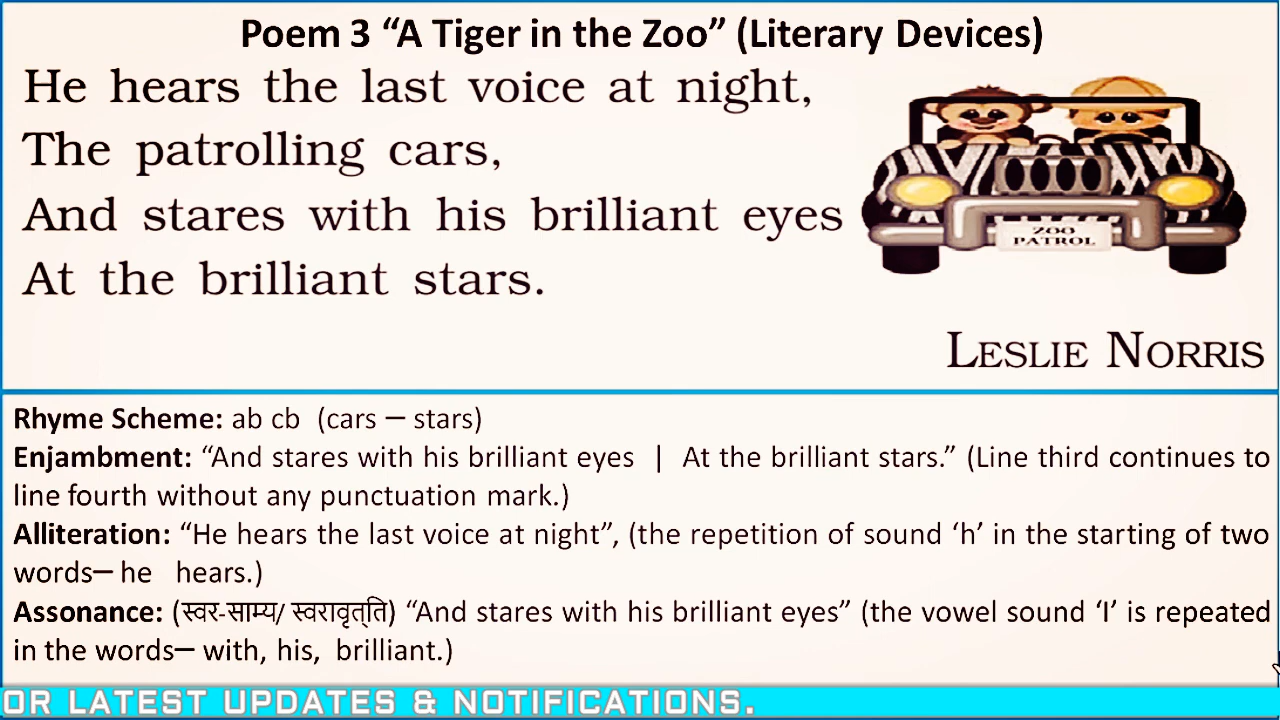 Poem 3 “A Tiger in the Zoo” (Literary Devices)
He hears the last voice at night,
The patrolling cars,
And stares with his brilliant eyes
At the brilliant stars.
ZOO
PATROL
LESLIE NORRIS
Rhyme Scheme: ab cb (cars – stars)
Enjambment: “And stares with his brilliant eyes | At the brilliant stars.” (Line third continues to
line fourth without any punctuation mark.)
Alliteration: “He hears the last voice at night”, (the repetition of sound ‘h’ in the starting of two
words– he hears.)
Assonance: (स्वर-साम्य/ स्वरावृत्‌ति) “And stares with his brilliant eyes” (the vowel sound ‘I’ is repeated
in the words– with, his, brilliant.)
OR LATEST UPDATES & NOTIFICATIONS.